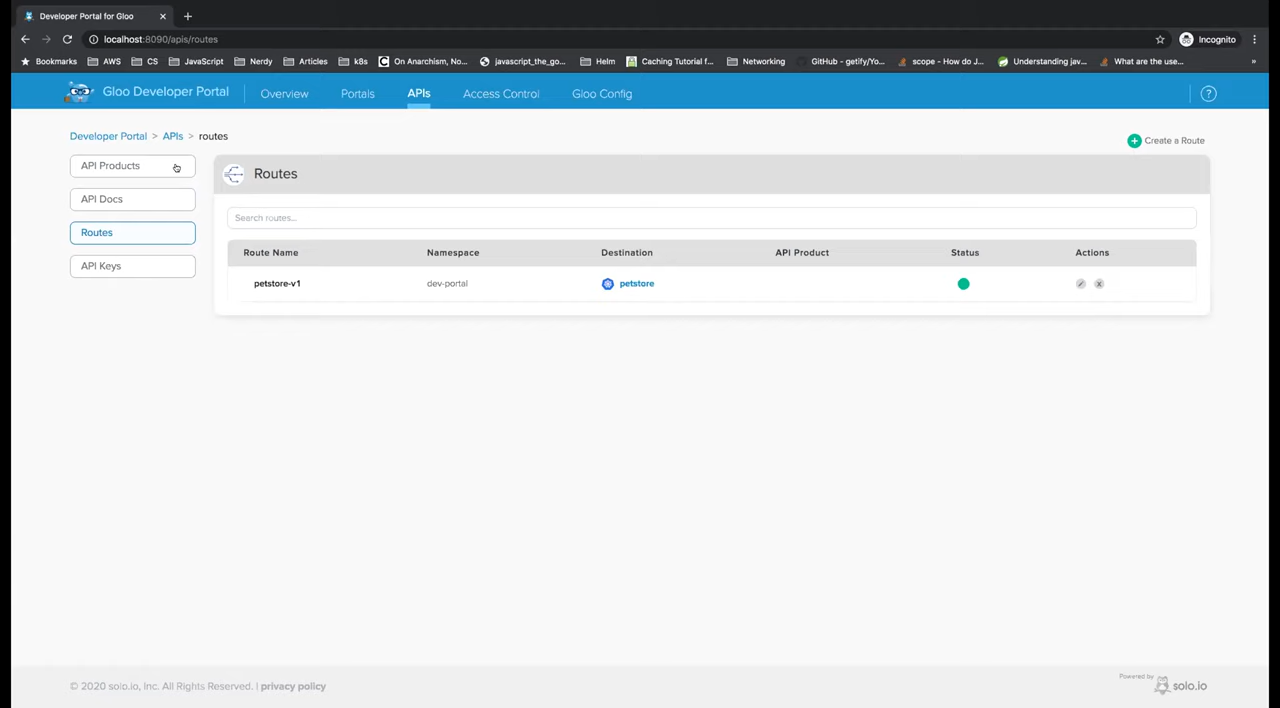 Developer Portal for Gloo
localhost:8090/apis/routes
Incognito
Bookmarks AWS CS JavaScript Nerdy Articles k8s On Anarchism, No... javascript_the_go... Helm Caching Tutorial f... Networking GitHub - getify/Yo... scope - How do J... Understanding jav... What are the use... »
Gloo Developer Portal Overview Portals APIs Access Control Gloo Config ?
Developer Portal > APIs > routes
Create a Route
API Products
API Docs
Routes
API Keys
Routes
Search routes...
Route Name Namespace Destination API Product Status Actions
petstore-v1 dev-portal petstore
© 2020 solo.io, Inc. All Rights Reserved. | privacy policy
Powered by
solo.io